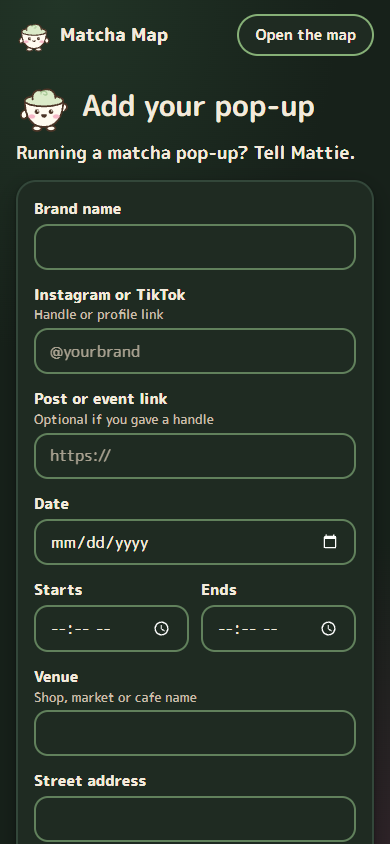 Matcha Map
Open the map
Add your pop-up
Running a matcha pop-up? Tell Mattie.
Brand name
Instagram or TikTok
Handle or profile link
@yourbrand
Post or event link
Optional if you gave a handle
https://
Date
mm/dd/yyyy
Starts
Ends
--:-- --
--:-- --
Venue
Shop, market or cafe name
Street address